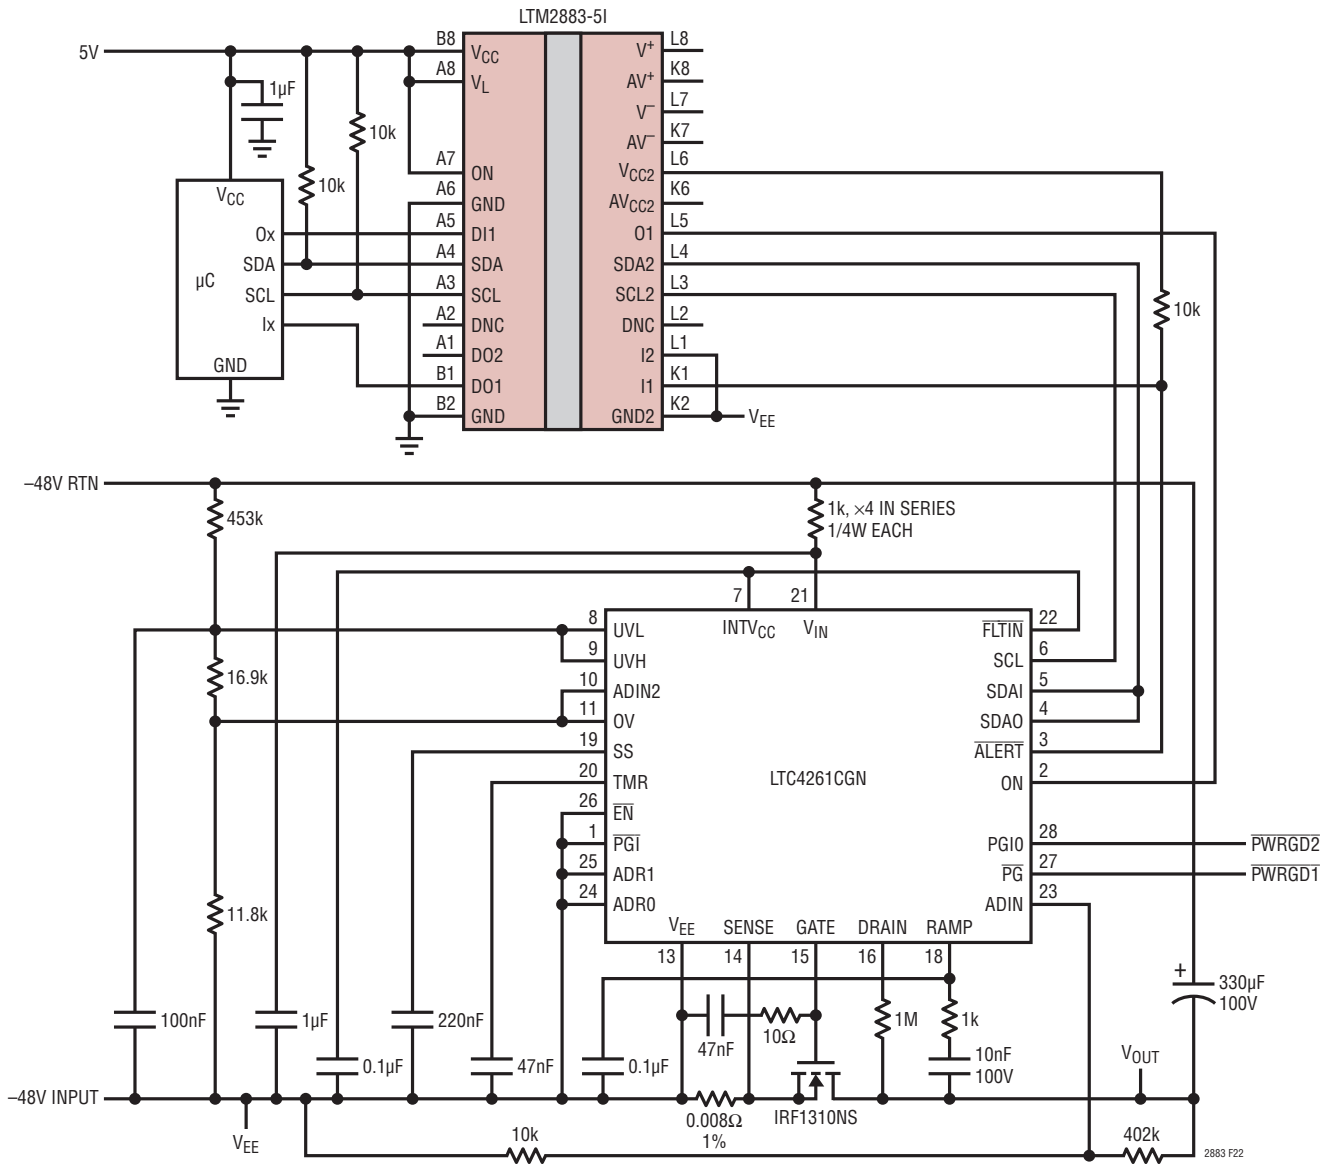 LTM2883-5I
5V
B8 VCC
A8 VL
A7 ON
A6 GND
A5 DI1
A4 SDA
A3 SCL
A2 DNC
A1 DO2
B1 DO1
B2 GND
V+ L8
AV+ K8
V– L7
AV– K7
VCC2 L6
AVCC2 K6
O1 L5
SDA2 L4
SCL2 L3
DNC L2
I2 L1
I1 K1
GND2 K2
VEE
1µF
10k
10k
10k
VCC
Ox
SDA
µC
SCL
Ix
GND
–48V RTN
453k
1k, ×4 IN SERIES
1/4W EACH
16.9k
11.8k
7 INTVCC
21 VIN
8 UVL
9 UVH
10 ADIN2
11 OV
19 SS
20 TMR
26 EN
1 PGI
25 ADR1
24 ADR0
LTC4261CGN
FLTIN 22
SCL 6
SDAI 5
SDAO 4
ALERT 3
ON 2
PGI0 28
PG 27
ADIN 23
PWRGD2
PWRGD1
VEE SENSE GATE DRAIN RAMP
13 14 15 16 18
100nF
1µF
0.1µF
220nF
47nF
0.1µF
47nF
10Ω
1M
1k
10nF
100V
+
330µF
100V
VOUT
–48V INPUT
VEE
0.008Ω
1%
IRF1310NS
10k
402k
2883 F22